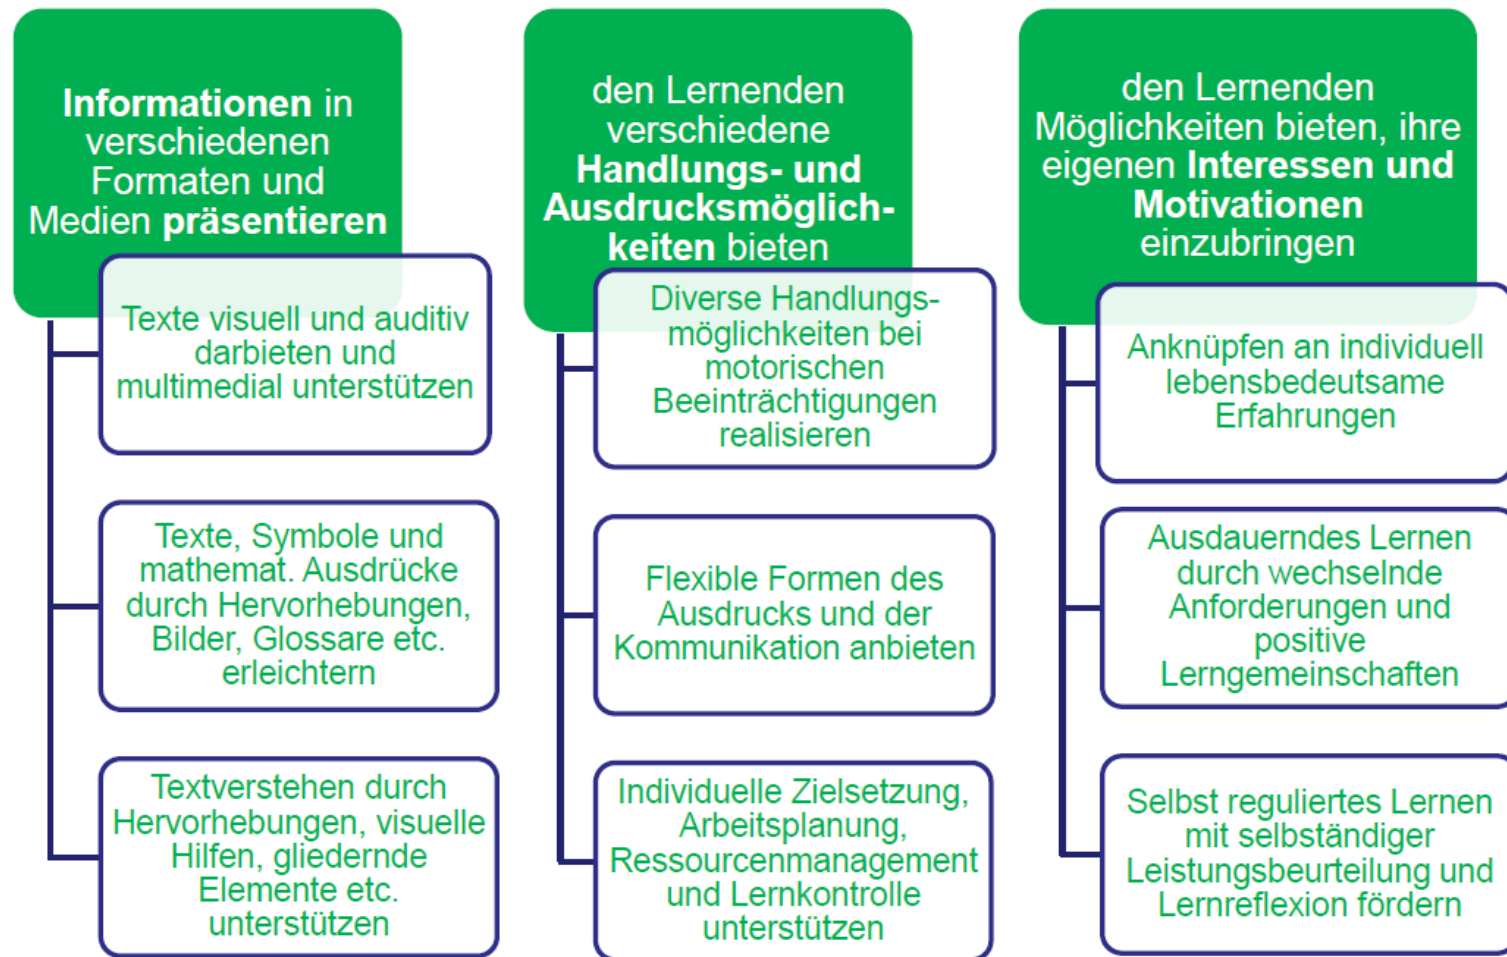 Informationen in
verschiedenen
Formaten und
Medien präsentieren
Texte visuell und auditiv
darbieten und
multimedial unterstützen
Texte, Symbole und
mathemat. Ausdrücke
durch Hervorhebungen,
Bilder, Glossare etc.
erleichtern
Textverstehen durch
Hervorhebungen, visuelle
Hilfen, gliedernde
Elemente etc.
unterstützen
den Lernenden
verschiedene
Handlungs- und
Ausdrucksmöglich-
keiten bieten
Diverse Handlungs-
möglichkeiten bei
motorischen
Beeinträchtigungen
realisieren
Flexible Formen des
Ausdrucks und der
Kommunikation anbieten
Individuelle Zielsetzung,
Arbeitsplanung,
Ressourcenmanagement
und Lernkontrolle
unterstützen
den Lernenden
Möglichkeiten bieten, ihre
eigenen Interessen und
Motivationen
einzubringen
Anknüpfen an individuell
lebensbedeutsame
Erfahrungen
Ausdauerndes Lernen
durch wechselnde
Anforderungen und
positive
Lerngemeinschaften
Selbst reguliertes Lernen
mit selbständiger
Leistungsbeurteilung und
Lernreflexion fördern